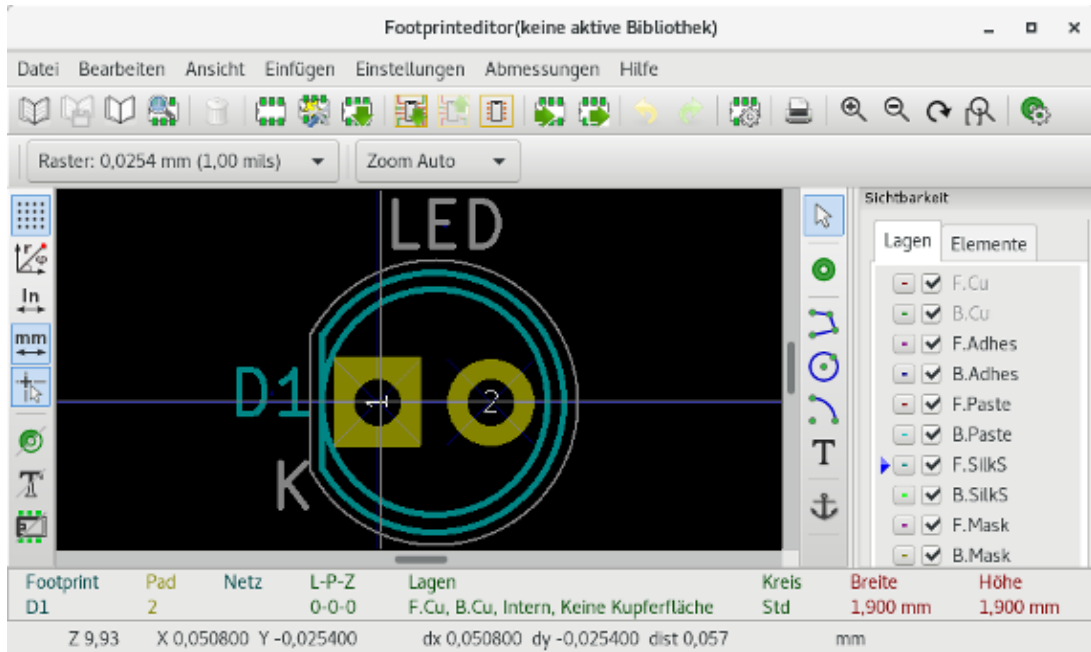 Footprinteditor(keine aktive Bibliothek)
Datei Bearbeiten Ansicht Einfügen Einstellungen Abmessungen Hilfe
Raster: 0,0254 mm (1,00 mils) Zoom Auto
Sichtbarkeit
Lagen Elemente
In
mm
LED
D1
1
2
K
T
F.Cu
B.Cu
F.Adhes
B.Adhes
F.Paste
B.Paste
F.SilkS
B.SilkS
F.Mask
B.Mask
Footprint Pad Netz L-P-Z Lagen Kreis Breite Höhe
D1 2 0-0-0 F.Cu, B.Cu, Intern, Keine Kupferfläche Std 1,900 mm 1,900 mm
Z 9,93 X 0,050800 Y -0,025400 dx 0,050800 dy -0,025400 dist 0,057 mm